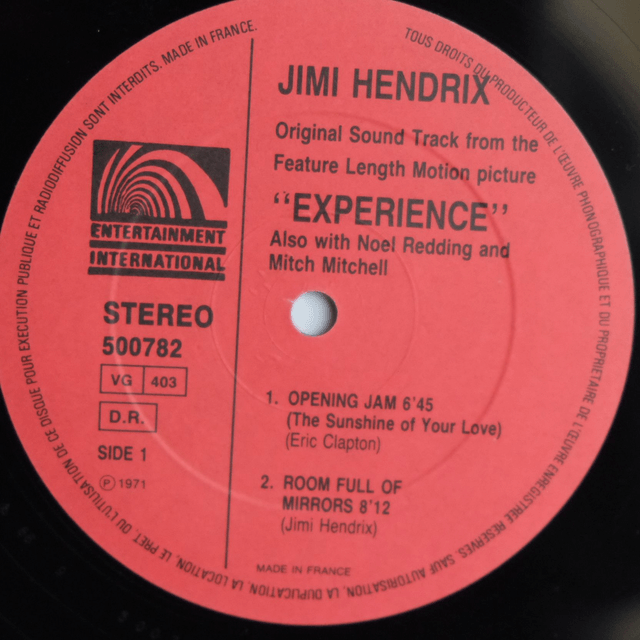 TOUS DROITS DU PRODUCTEUR DE L'ŒUVRE PHONOGRAPHIQUE ET DU PROPRIETAIRE DE L'ŒUVRE ENREGISTREE RESERVES. SAUF AUTORISATION, LA DUPLICATION, LA LOCATION, LE PRET, OU L'UTILISATION DE CE DISQUE POUR EXECUTION PUBLIQUE ET RADIODIFFUSION SONT INTERDITS. MADE IN FRANCE.
JIMI HENDRIX
Original Sound Track from the
Feature Length Motion picture
“EXPERIENCE”
Also with Noel Redding and
Mitch Mitchell
ENTERTAINMENT
INTERNATIONAL
STEREO
500782
VG 403
D.R.
SIDE 1
℗ 1971
1. OPENING JAM 6'45
(The Sunshine of Your Love)
(Eric Clapton)
2. ROOM FULL OF
MIRRORS 8'12
(Jimi Hendrix)
MADE IN FRANCE